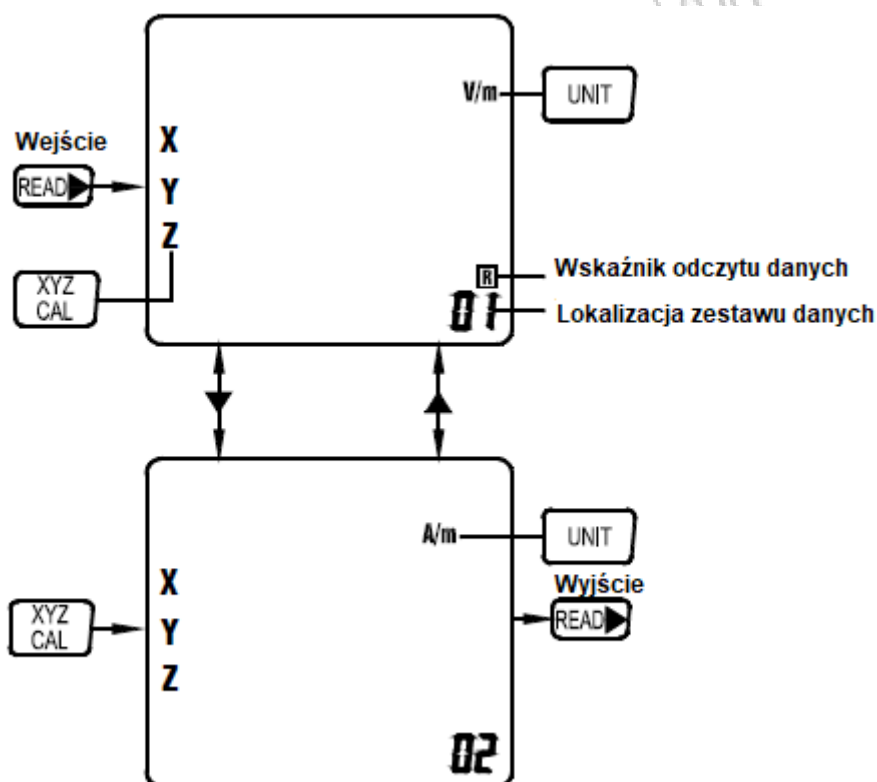 V/m
UNIT
Wejście
READ
X
Y
Z
XYZ
CAL
R
Wskaźnik odczytu danych
01
Lokalizacja zestawu danych
A/m
UNIT
Wyjście
READ
X
Y
Z
XYZ
CAL
02